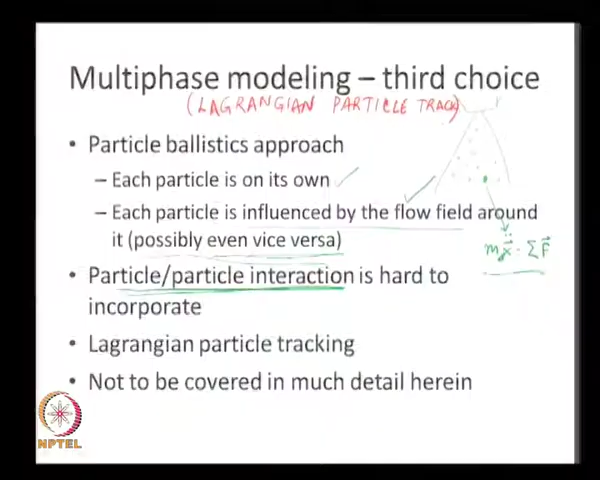 Multiphase modeling – third choice
(LAGRANGIAN PARTICLE TRACK)
• Particle ballistics approach
– Each particle is on its own
– Each particle is influenced by the flow field around
it (possibly even vice versa)
mẍ · ΣF
• Particle/particle interaction is hard to
incorporate
• Lagrangian particle tracking
• Not to be covered in much detail herein
NPTEL